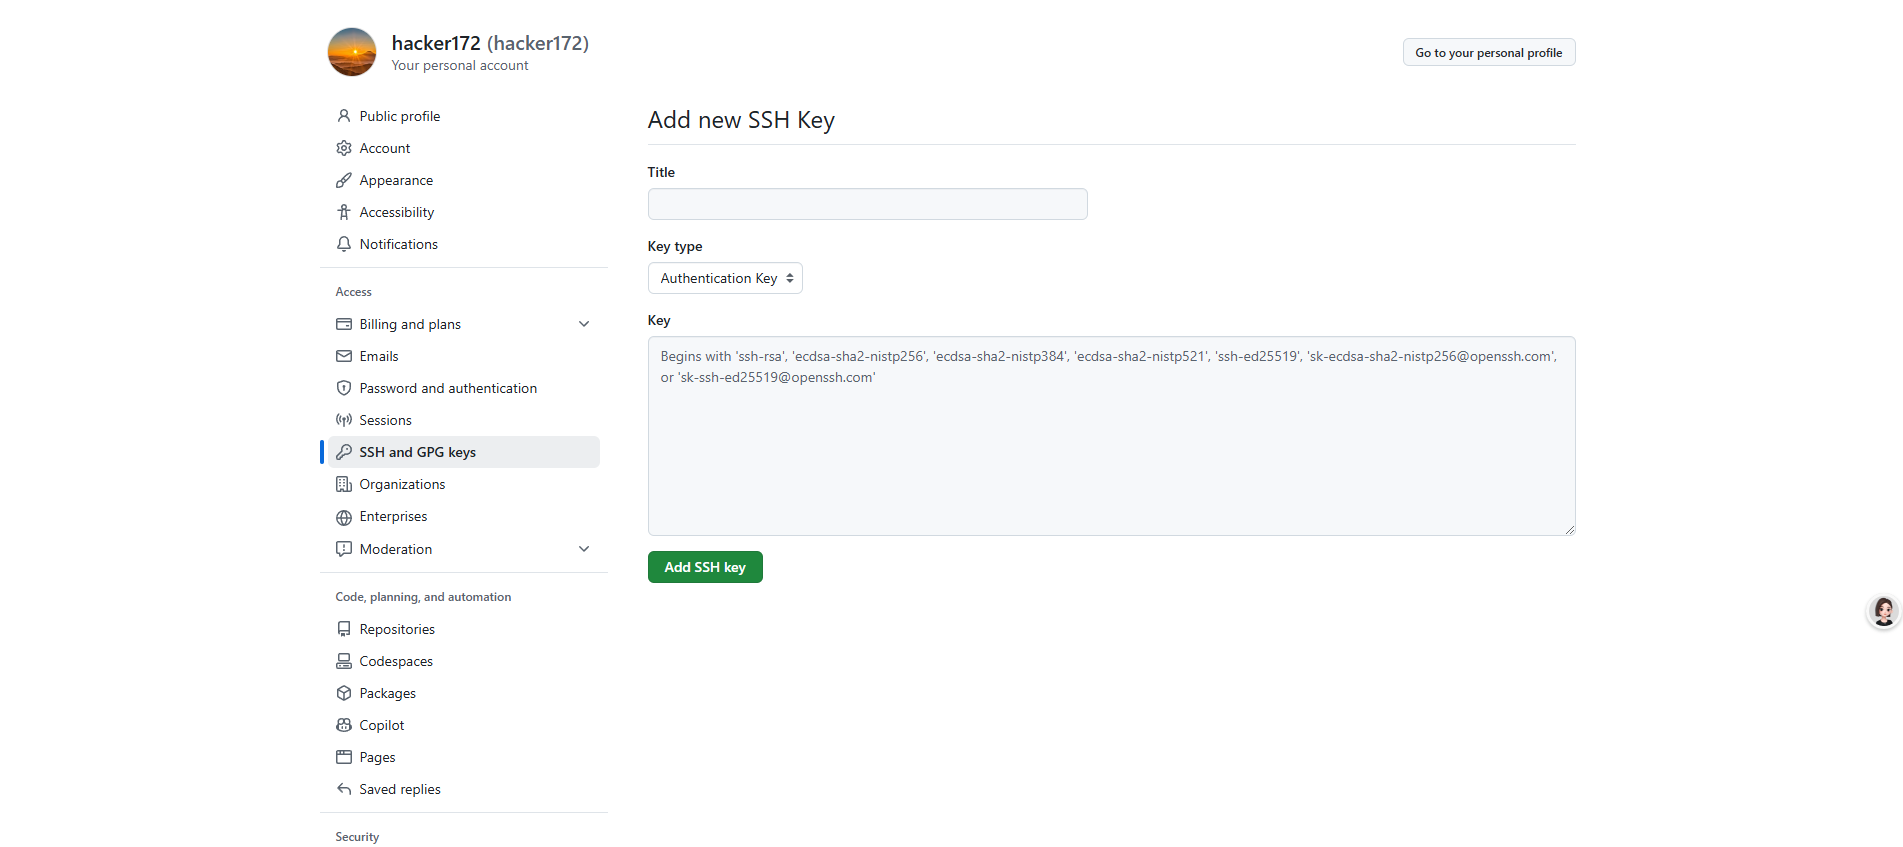 hacker172 (hacker172)
Your personal account
Go to your personal profile
Public profile
Account
Appearance
Accessibility
Notifications
Access
Billing and plans
Emails
Password and authentication
Sessions
SSH and GPG keys
Organizations
Enterprises
Moderation
Code, planning, and automation
Repositories
Codespaces
Packages
Copilot
Pages
Saved replies
Security
Add new SSH Key
Title
Key type
Authentication Key
Key
Begins with 'ssh-rsa', 'ecdsa-sha2-nistp256', 'ecdsa-sha2-nistp384', 'ecdsa-sha2-nistp521', 'ssh-ed25519', 'sk-ecdsa-sha2-nistp256@openssh.com',
or 'sk-ssh-ed25519@openssh.com'
Add SSH key